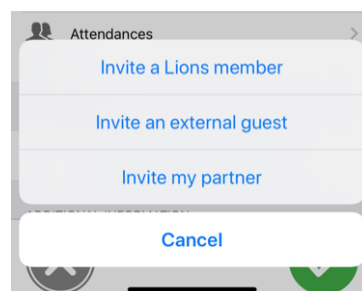 Attendances
Invite a Lions member
Invite an external guest
Invite my partner
Cancel